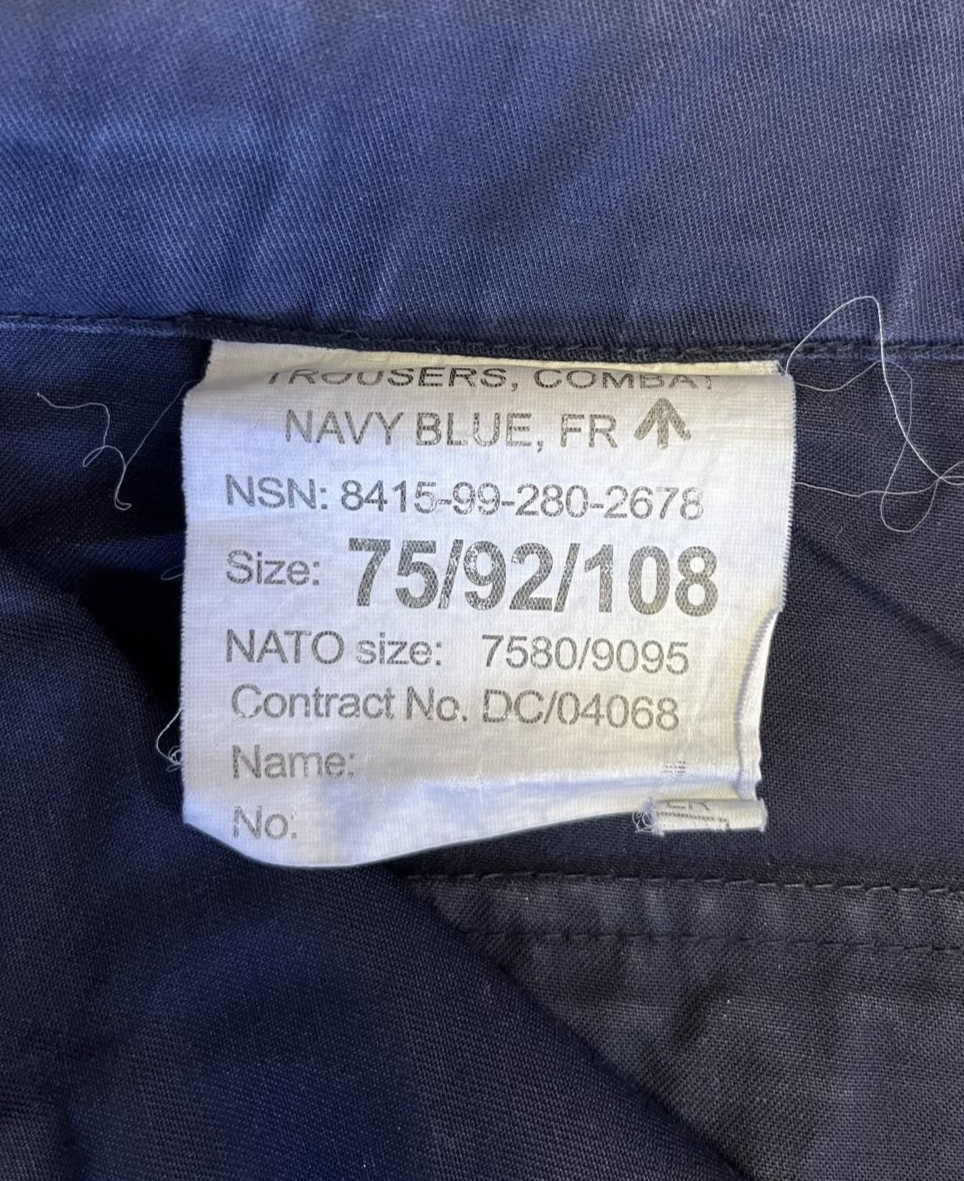 TROUSERS, COMBAT
NAVY BLUE, FR
NSN: 8415-99-280-2678
Size: 75/92/108
NATO size: 7580/9095
Contract No. DC/04068
Name:
No: